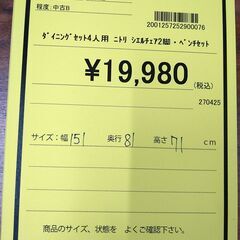 程度:中古B
2001257252900076
ﾀﾞｲﾆﾝｸﾞｾｯﾄ4人用 ﾆﾄﾘ ｼｴﾙﾁｪｱ2脚・ﾍﾞﾝﾁｾｯﾄ
¥19,980
(税込)
270425
サイズ:幅 151 奥行 81 高さ 71 cm
商品のサイズ、状態を よくご確認下さい。